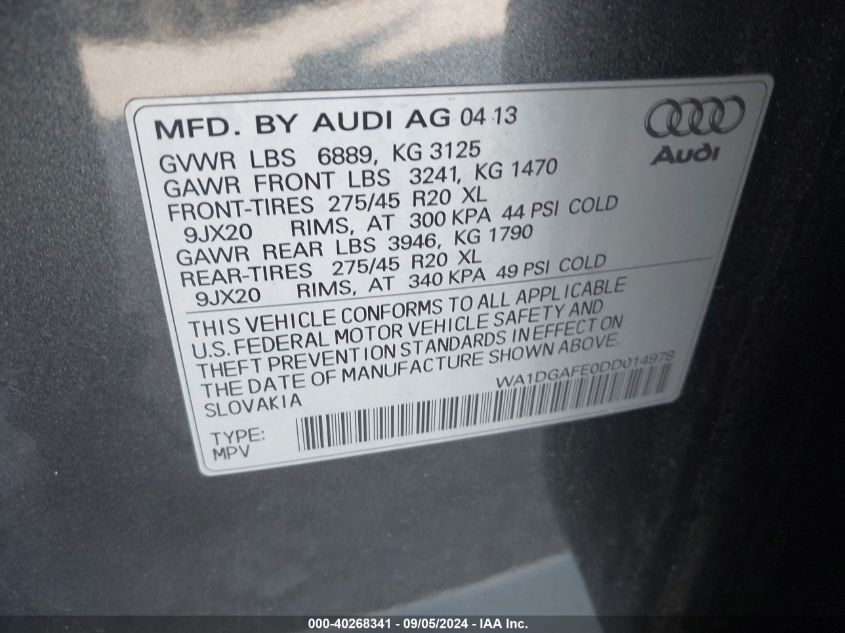 MFD. BY AUDI AG 04 13
Audi
GVWR LBS 6889, KG 3125
GAWR FRONT LBS 3241, KG 1470
FRONT-TIRES 275/45 R20 XL
9JX20 RIMS, AT 300 KPA 44 PSI COLD
GAWR REAR LBS 3946, KG 1790
REAR-TIRES 275/45 R20 XL
9JX20 RIMS, AT 340 KPA 49 PSI COLD
THIS VEHICLE CONFORMS TO ALL APPLICABLE
U.S. FEDERAL MOTOR VEHICLE SAFETY AND
THEFT PREVENTION STANDARDS IN EFFECT ON
THE DATE OF MANUFACTURE SHOWN ABOVE.
SLOVAKIA
WA1DGAFE0DD014978
TYPE:
MPV
000-40268341 - 09/05/2024 - IAA Inc.